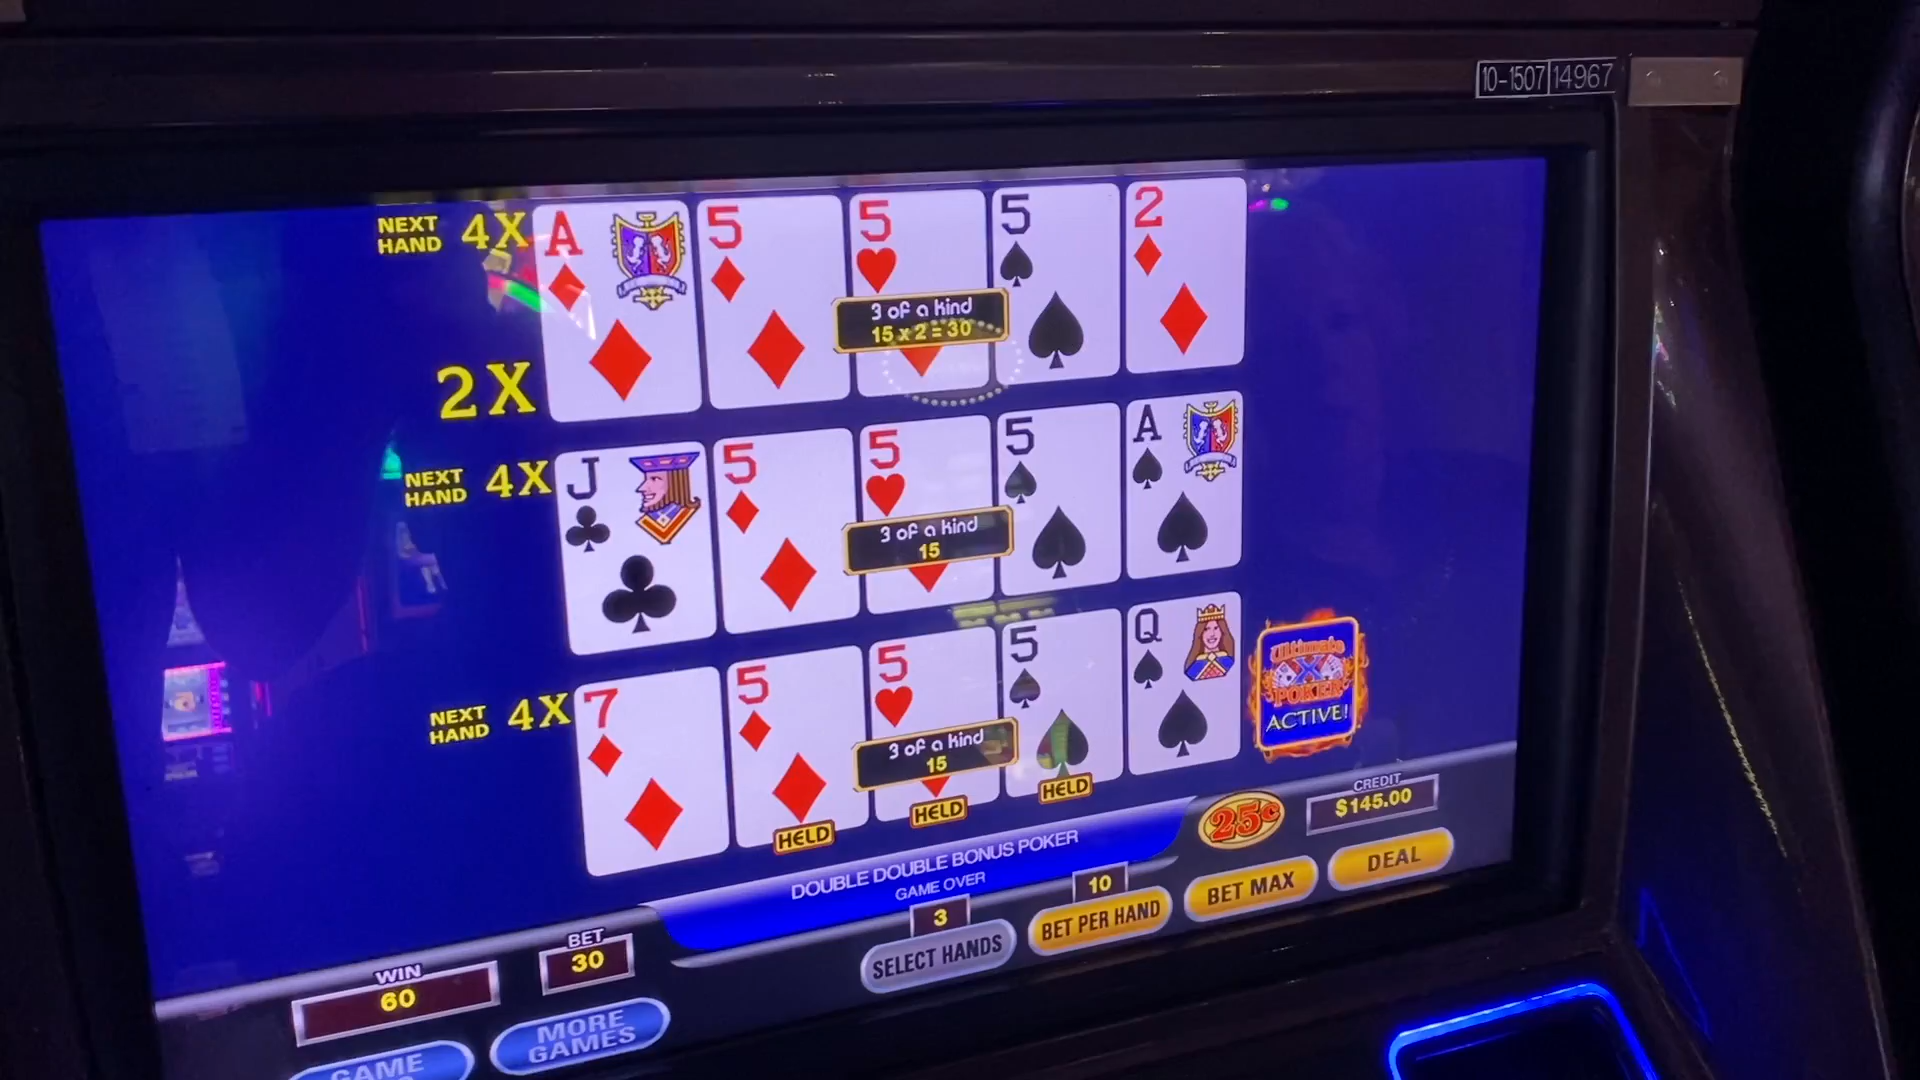 10-1507 14967
NEXT HAND 4X
A 5 5 5 2
3 of a kind
15 x 2 = 30
2X
NEXT HAND 4X
J 5 5 5 A
3 of a kind
15
NEXT HAND 4X
7 5 5 5 Q
3 of a kind
15
HELD HELD HELD
Ultimate X POKER
ACTIVE!
DOUBLE DOUBLE BONUS POKER
GAME OVER
25¢
CREDIT
$145.00
WIN
60
BET
30
3
SELECT HANDS
10
BET PER HAND
BET MAX
DEAL
MORE GAMES
GAME